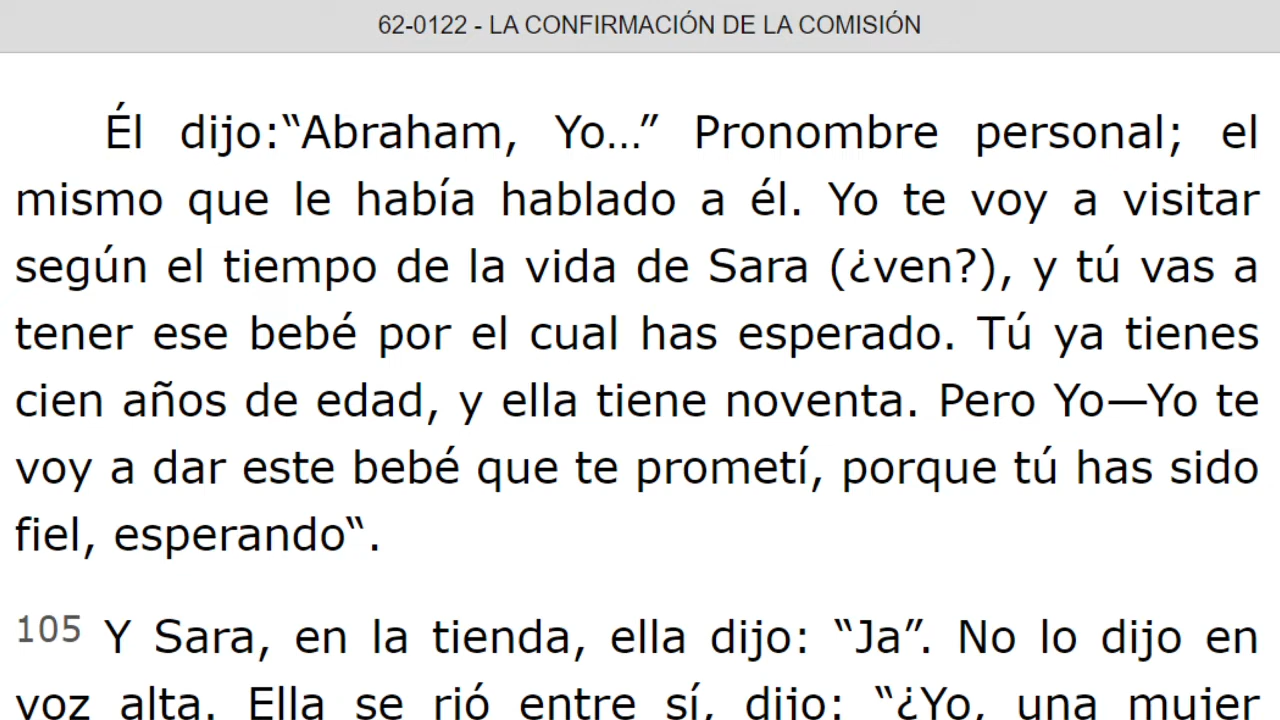 62-0122 - LA CONFIRMACIÓN DE LA COMISIÓN
Él dijo:“Abraham, Yo…” Pronombre personal; el
mismo que le había hablado a él. Yo te voy a visitar
según el tiempo de la vida de Sara (¿ven?), y tú vas a
tener ese bebé por el cual has esperado. Tú ya tienes
cien años de edad, y ella tiene noventa. Pero Yo—Yo te
voy a dar este bebé que te prometí, porque tú has sido
fiel, esperando“.
105 Y Sara, en la tienda, ella dijo: “Ja”. No lo dijo en
voz alta. Ella se rió entre sí, dijo: “¿Yo, una mujer